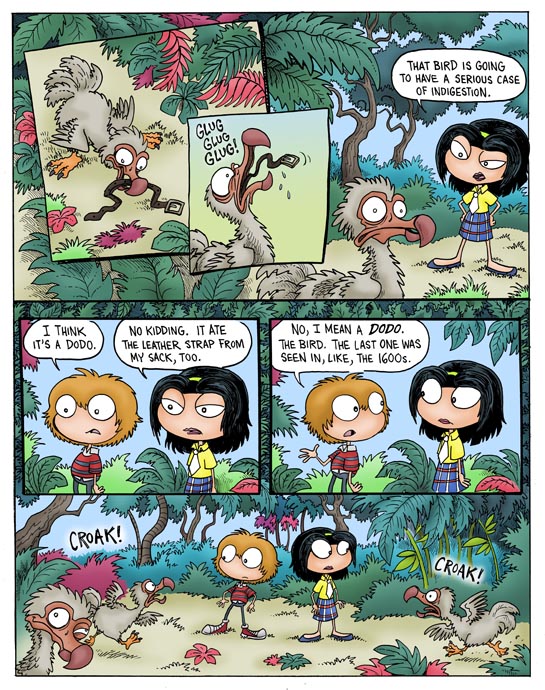 GLUG
GLUG
GLUG!
THAT BIRD IS GOING
TO HAVE A SERIOUS CASE
OF INDIGESTION.
I THINK
IT'S A DODO.
NO KIDDING. IT ATE
THE LEATHER STRAP FROM
MY SACK, TOO.
NO, I MEAN A DODO.
THE BIRD. THE LAST ONE WAS
SEEN IN, LIKE, THE 1600s.
CROAK!
CROAK!